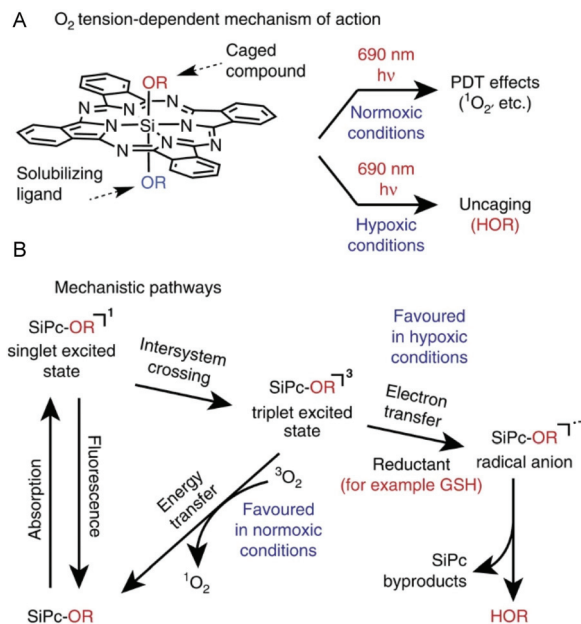 A O₂ tension-dependent mechanism of action
OR
Caged
compound
N
N
N
N
Si
N
N
N
N
Solubilizing
ligand
OR
690 nm
hν
Normoxic
conditions
PDT effects
(¹O₂, etc.)
690 nm
hν
Hypoxic
conditions
Uncaging
(HOR)
B
Mechanistic pathways
SiPc-OR 1
singlet excited
state
Intersystem
crossing
SiPc-OR 3
triplet excited
state
Favoured
in hypoxic
conditions
Electron
transfer
Reductant
(for example GSH)
SiPc-OR ·−
radical anion
Absorption
Fluorescence
Energy
transfer
³O₂
Favoured
in normoxic
conditions
¹O₂
SiPc
byproducts
SiPc-OR
HOR